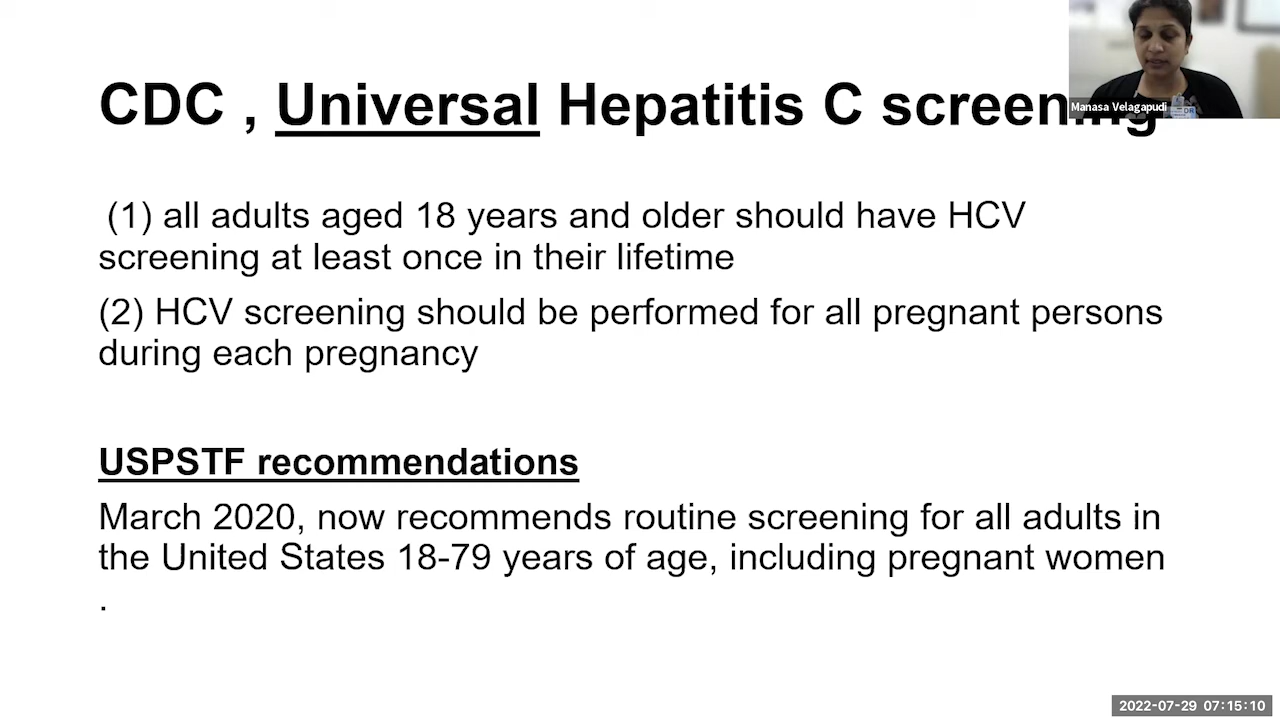 CDC , Universal Hepatitis C screening
Manasa Velagapudi
(1) all adults aged 18 years and older should have HCV
screening at least once in their lifetime
(2) HCV screening should be performed for all pregnant persons
during each pregnancy
USPSTF recommendations
March 2020, now recommends routine screening for all adults in
the United States 18-79 years of age, including pregnant women
.
2022-07-29 07:15:10